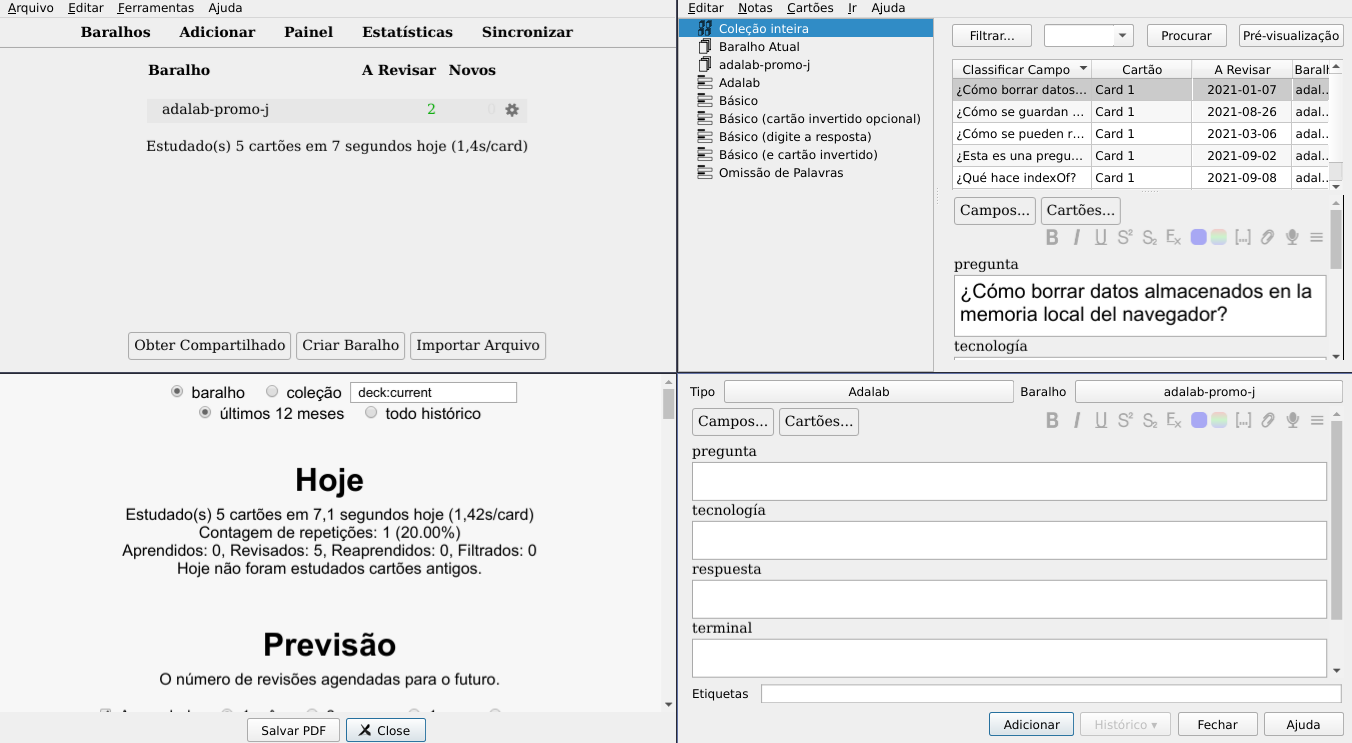 Arquivo Editar Ferramentas Ajuda
Baralhos Adicionar Painel Estatísticas Sincronizar
Baralho A Revisar Novos
adalab-promo-j 2 0
Estudado(s) 5 cartões em 7 segundos hoje (1,4s/card)
Obter Compartilhado Criar Baralho Importar Arquivo
Editar Notas Cartões Ir Ajuda
Coleção inteira
Baralho Atual
adalab-promo-j
Adalab
Básico
Básico (cartão invertido opcional)
Básico (digite a resposta)
Básico (e cartão invertido)
Omissão de Palavras
Filtrar... Procurar Pré-visualização
Classificar Campo Cartão A Revisar Baralh
¿Cómo borrar datos... Card 1 2021-01-07 adal...
¿Cómo se guardan ... Card 1 2021-08-26 adal...
¿Cómo se pueden r... Card 1 2021-03-06 adal...
¿Esta es una pregu... Card 1 2021-09-02 adal...
¿Qué hace indexOf? Card 1 2021-09-08 adal...
Campos... Cartões...
B I U S² S₂ Ex [...]
pregunta
¿Cómo borrar datos almacenados en la
memoria local del navegador?
tecnología
baralho coleção deck:current
últimos 12 meses todo histórico
Hoje
Estudado(s) 5 cartões em 7,1 segundos hoje (1,42s/card)
Contagem de repetições: 1 (20.00%)
Aprendidos: 0, Revisados: 5, Reaprendidos: 0, Filtrados: 0
Hoje não foram estudados cartões antigos.
Previsão
O número de revisões agendadas para o futuro.
Salvar PDF Close
Tipo Adalab Baralho adalab-promo-j
Campos... Cartões... B I U S² S₂ Ex [...]
pregunta
tecnología
respuesta
terminal
Etiquetas
Adicionar Histórico ▾ Fechar Ajuda